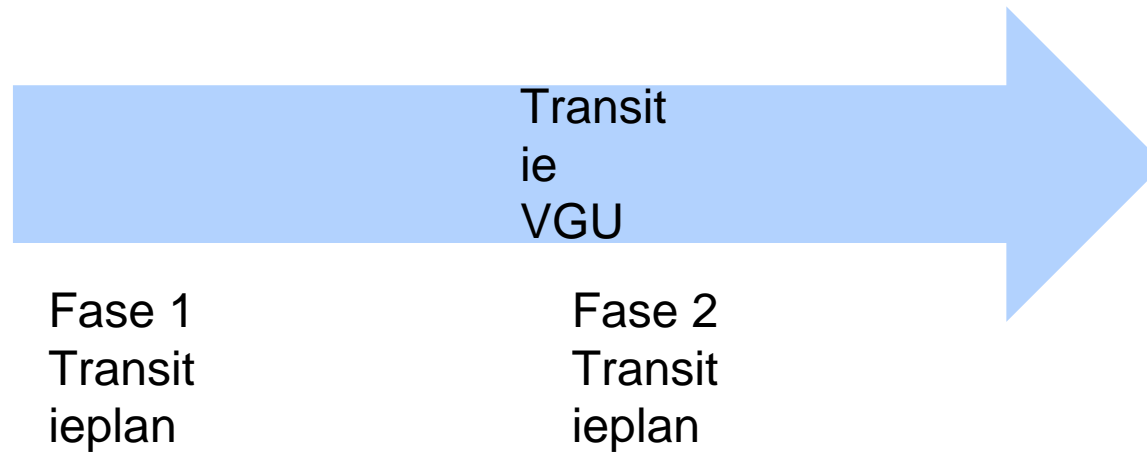 Transit
ie
VGU
Fase 1
Transit
ieplan
Fase 2
Transit
ieplan